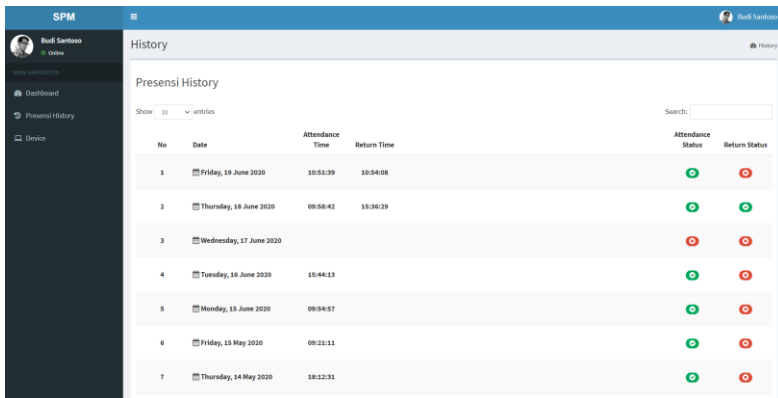 SPM
Budi Santoso
Budi Santoso
Online
MAIN NAVIGATION
Dashboard
Presensi History
Device
History
History
Presensi History
Show 10 entries
Search:
No Date Attendance Time Return Time Attendance Status Return Status
1 Friday, 19 June 2020 10:51:39 10:54:08
2 Thursday, 18 June 2020 09:58:42 15:36:29
3 Wednesday, 17 June 2020
4 Tuesday, 16 June 2020 15:44:13
5 Monday, 15 June 2020 09:54:57
6 Friday, 15 May 2020 09:21:11
7 Thursday, 14 May 2020 18:12:31